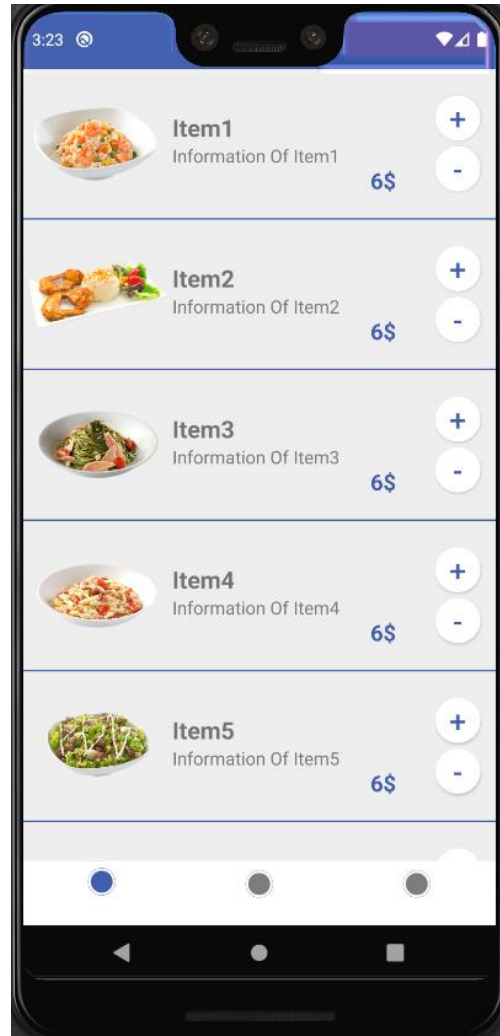 3:23
Item1
Information Of Item1
6$
+
-
Item2
Information Of Item2
6$
+
-
Item3
Information Of Item3
6$
+
-
Item4
Information Of Item4
6$
+
-
Item5
Information Of Item5
6$
+
-